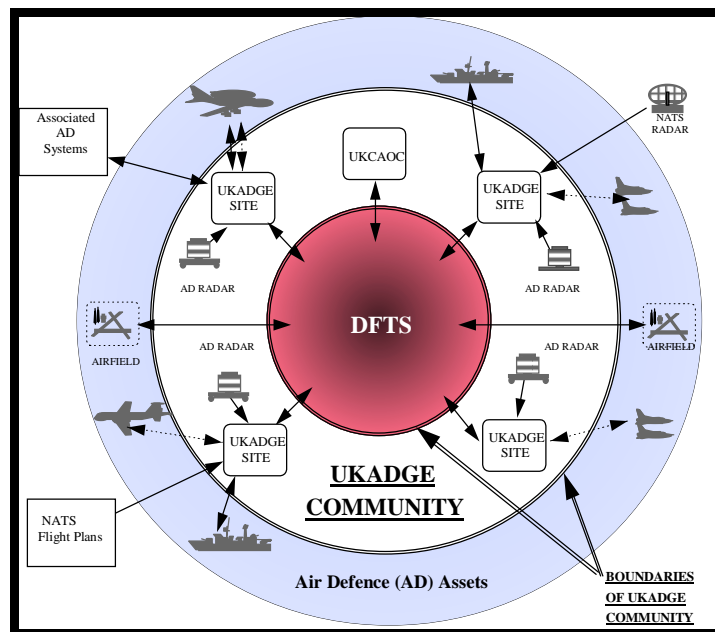 Associated
AD
Systems
UKCAOC
NATS
RADAR
UKADGE
SITE
UKADGE
SITE
AD RADAR
AD RADAR
DFTS
AIRFIELD
AD RADAR
AD RADAR
AIRFIELD
UKADGE
SITE
UKADGE
SITE
UKADGE
COMMUNITY
NATS
Flight Plans
Air Defence (AD) Assets
BOUNDARIES
OF UKADGE
COMMUNITY